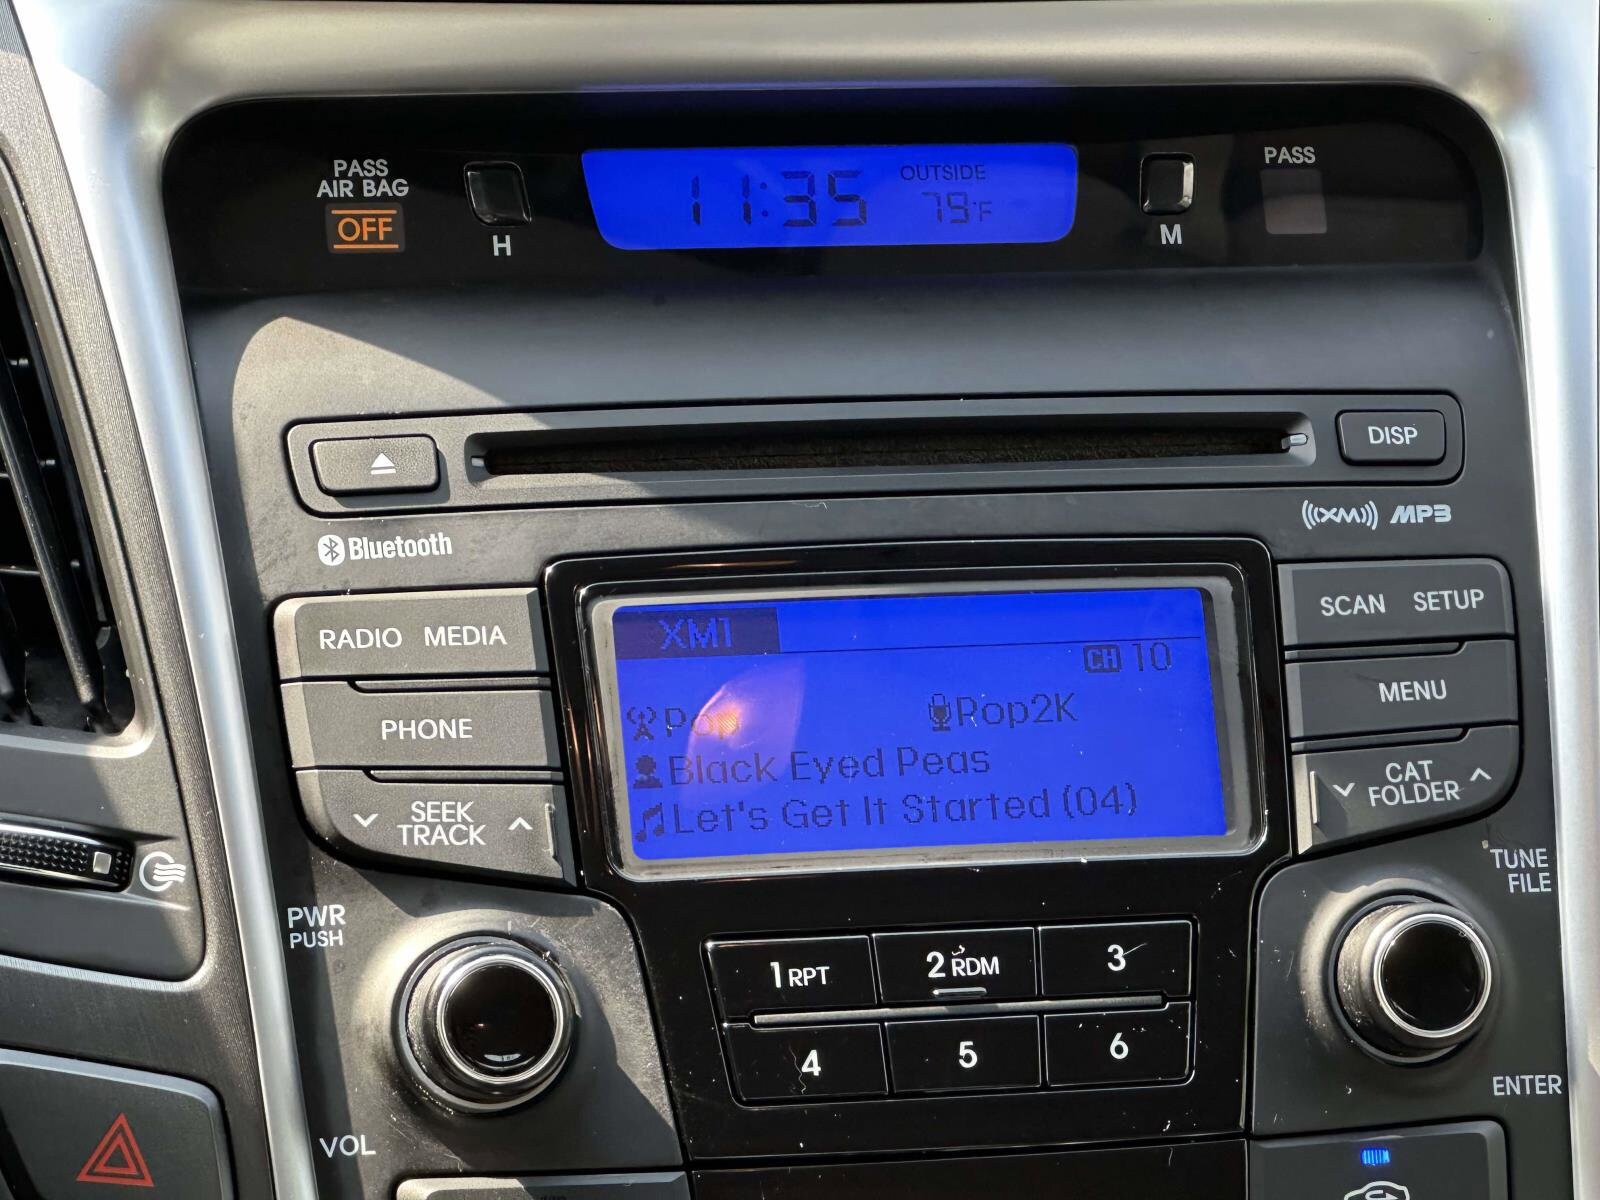 PASS
AIR BAG
OFF
H
11:35
OUTSIDE
79°F
M
PASS
DISP
XM MP3
Bluetooth
RADIO MEDIA
PHONE
SEEK
TRACK
XM1
CH 10
Pop
Pop2K
Black Eyed Peas
Let's Get It Started (04)
SCAN SETUP
MENU
CAT
FOLDER
PWR
PUSH
VOL
1 RPT
2 RDM
3
4
5
6
TUNE
FILE
ENTER